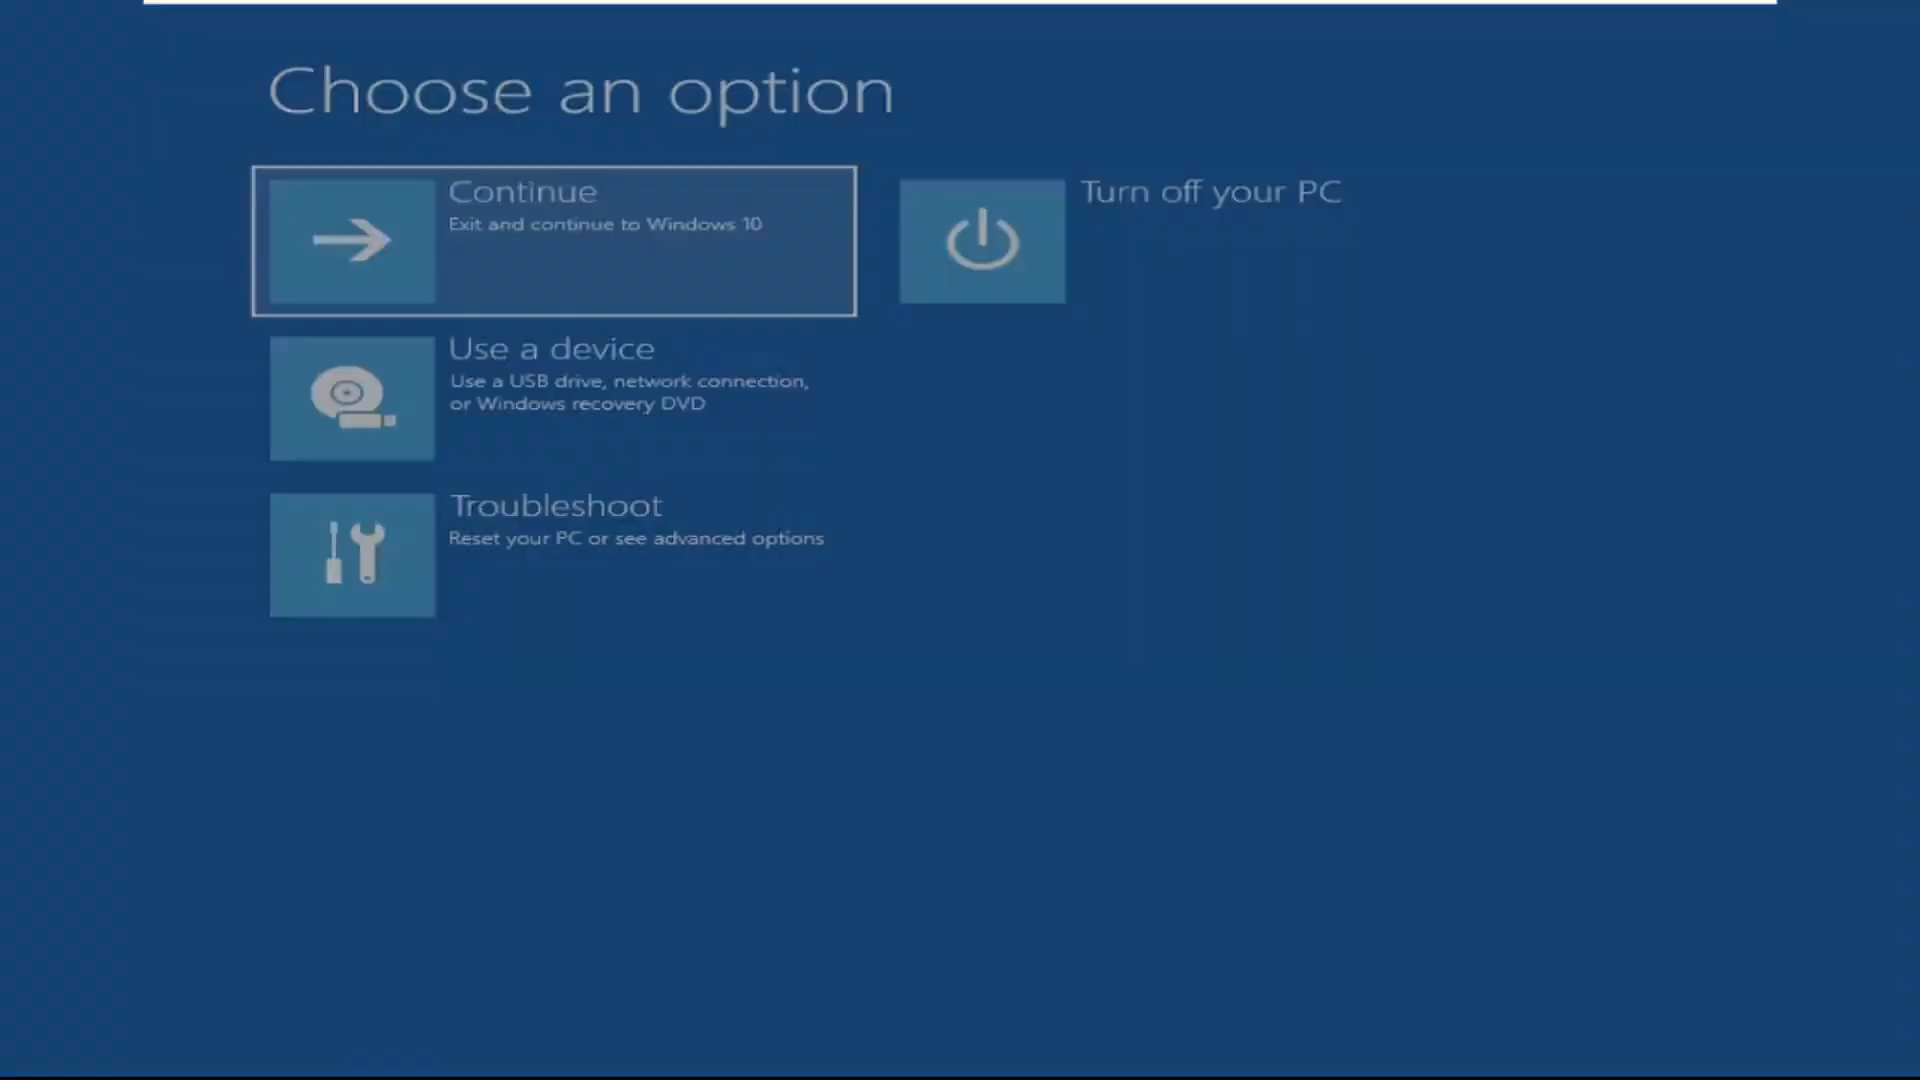 Choose an option
Continue
Exit and continue to Windows 10
Turn off your PC
Use a device
Use a USB drive, network connection,
or Windows recovery DVD
Troubleshoot
Reset your PC or see advanced options